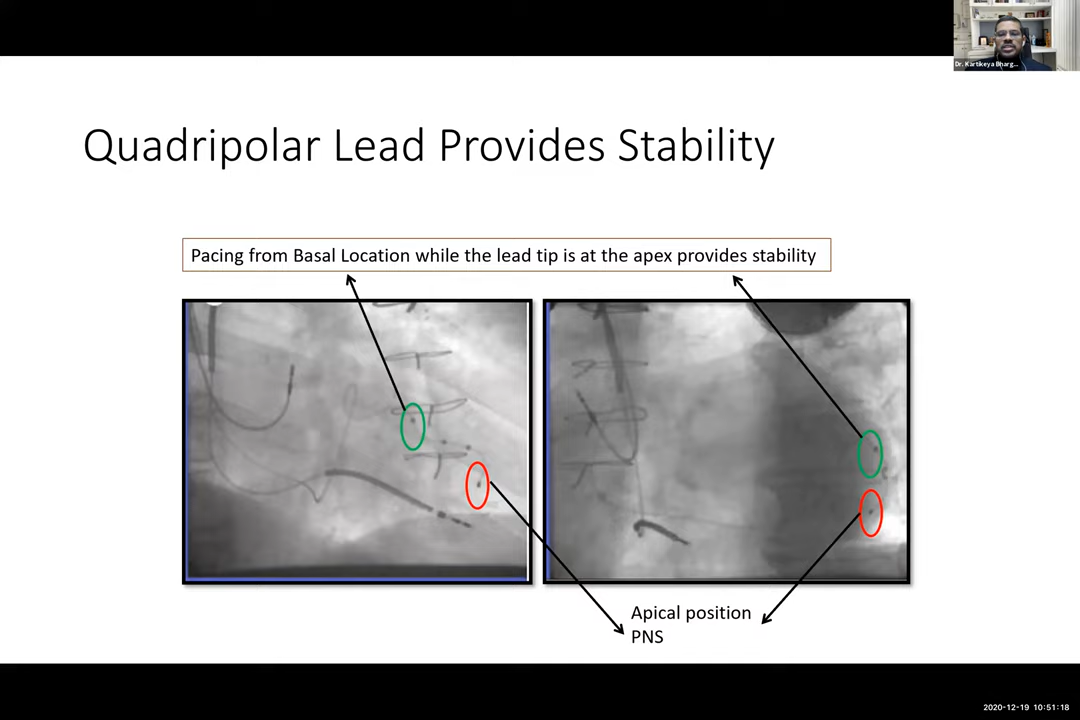 Dr. Kartikeya Bharg...
Quadripolar Lead Provides Stability
Pacing from Basal Location while the lead tip is at the apex provides stability
Apical position
PNS
2020-12-19 10:51:18